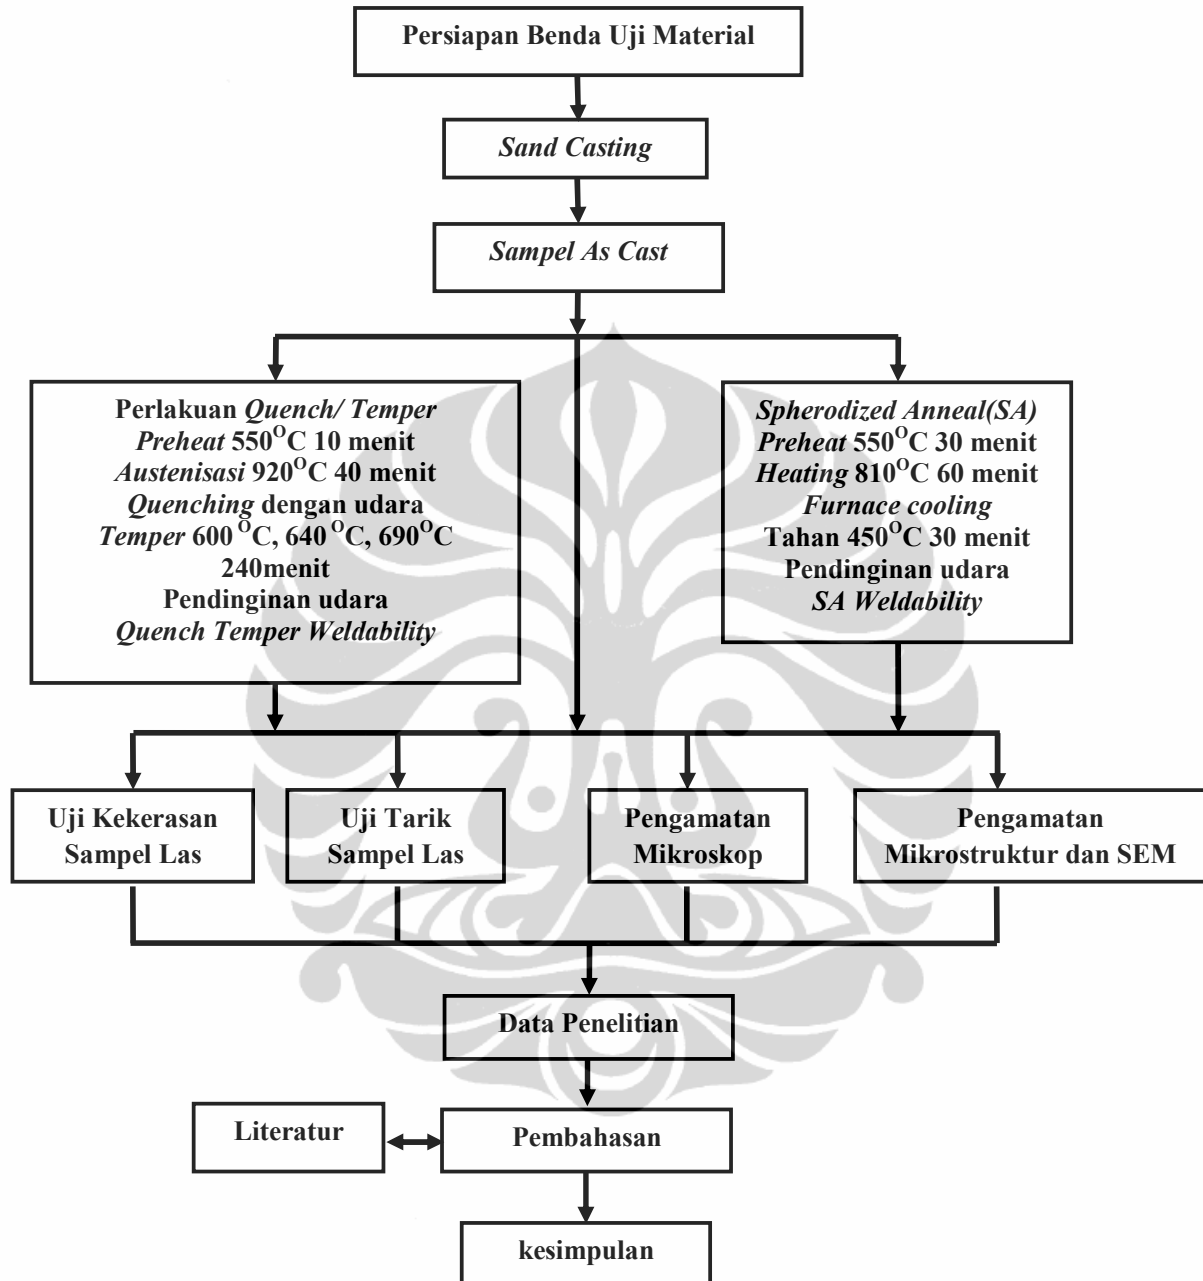 Persiapan Benda Uji Material
Sand Casting
Sampel As Cast
Perlakuan Quench/ Temper
Preheat 550°C 10 menit
Austenisasi 920°C 40 menit
Quenching dengan udara
Temper 600 °C, 640 °C, 690°C
240menit
Pendinginan udara
Quench Temper Weldability
Spherodized Anneal(SA)
Preheat 550°C 30 menit
Heating 810°C 60 menit
Furnace cooling
Tahan 450°C 30 menit
Pendinginan udara
SA Weldability
Uji Kekerasan
Sampel Las
Uji Tarik
Sampel Las
Pengamatan
Mikroskop
Pengamatan
Mikrostruktur dan SEM
Data Penelitian
Literatur
Pembahasan
kesimpulan